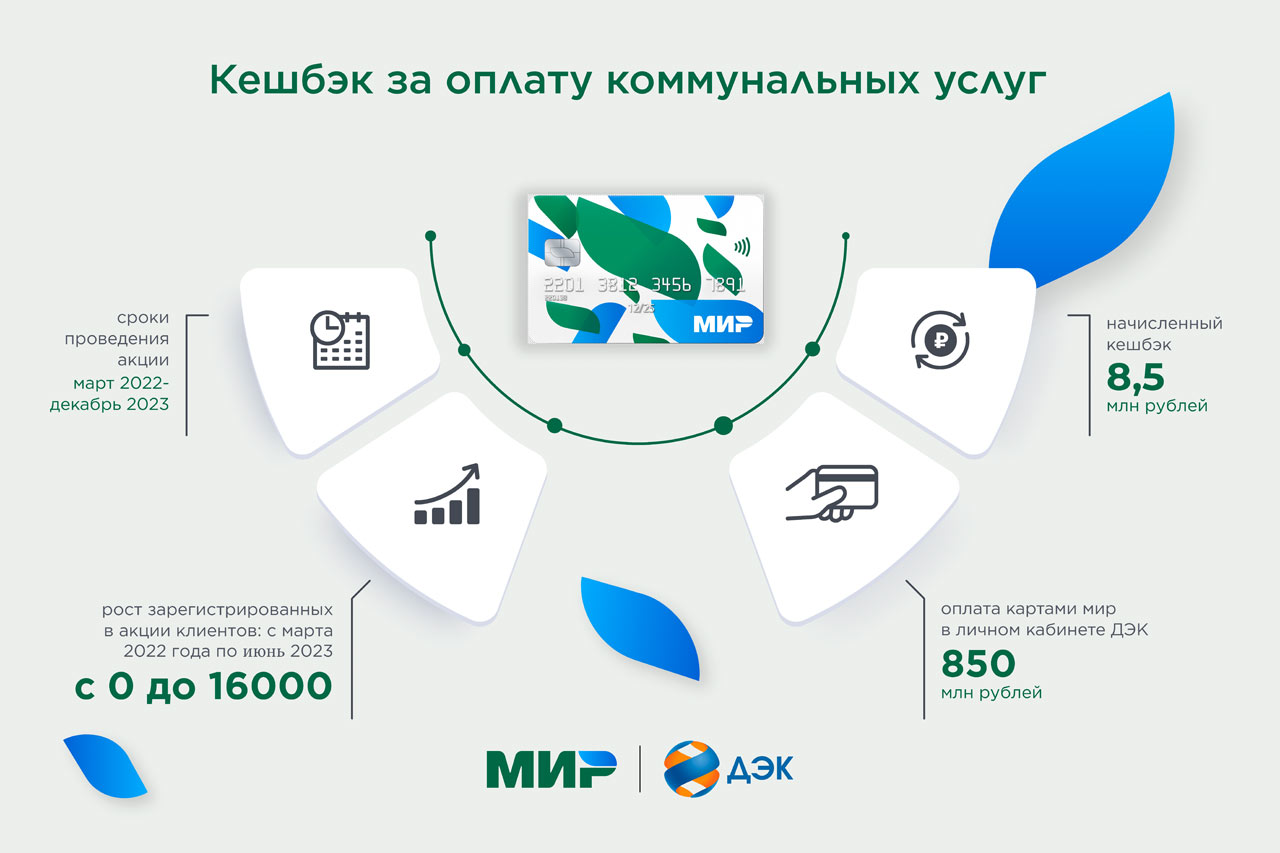 Кешбэк за оплату коммунальных услуг
2201 3812 3456 7891
220138
12/25
МИР
сроки
проведения
акции
март 2022-
декабрь 2023
начисленный
кешбэк
8,5
млн рублей
рост зарегистрированных
в акции клиентов: с марта
2022 года по июнь 2023
с 0 до 16000
оплата картами мир
в личном кабинете ДЭК
850
млн рублей
МИР
ДЭК